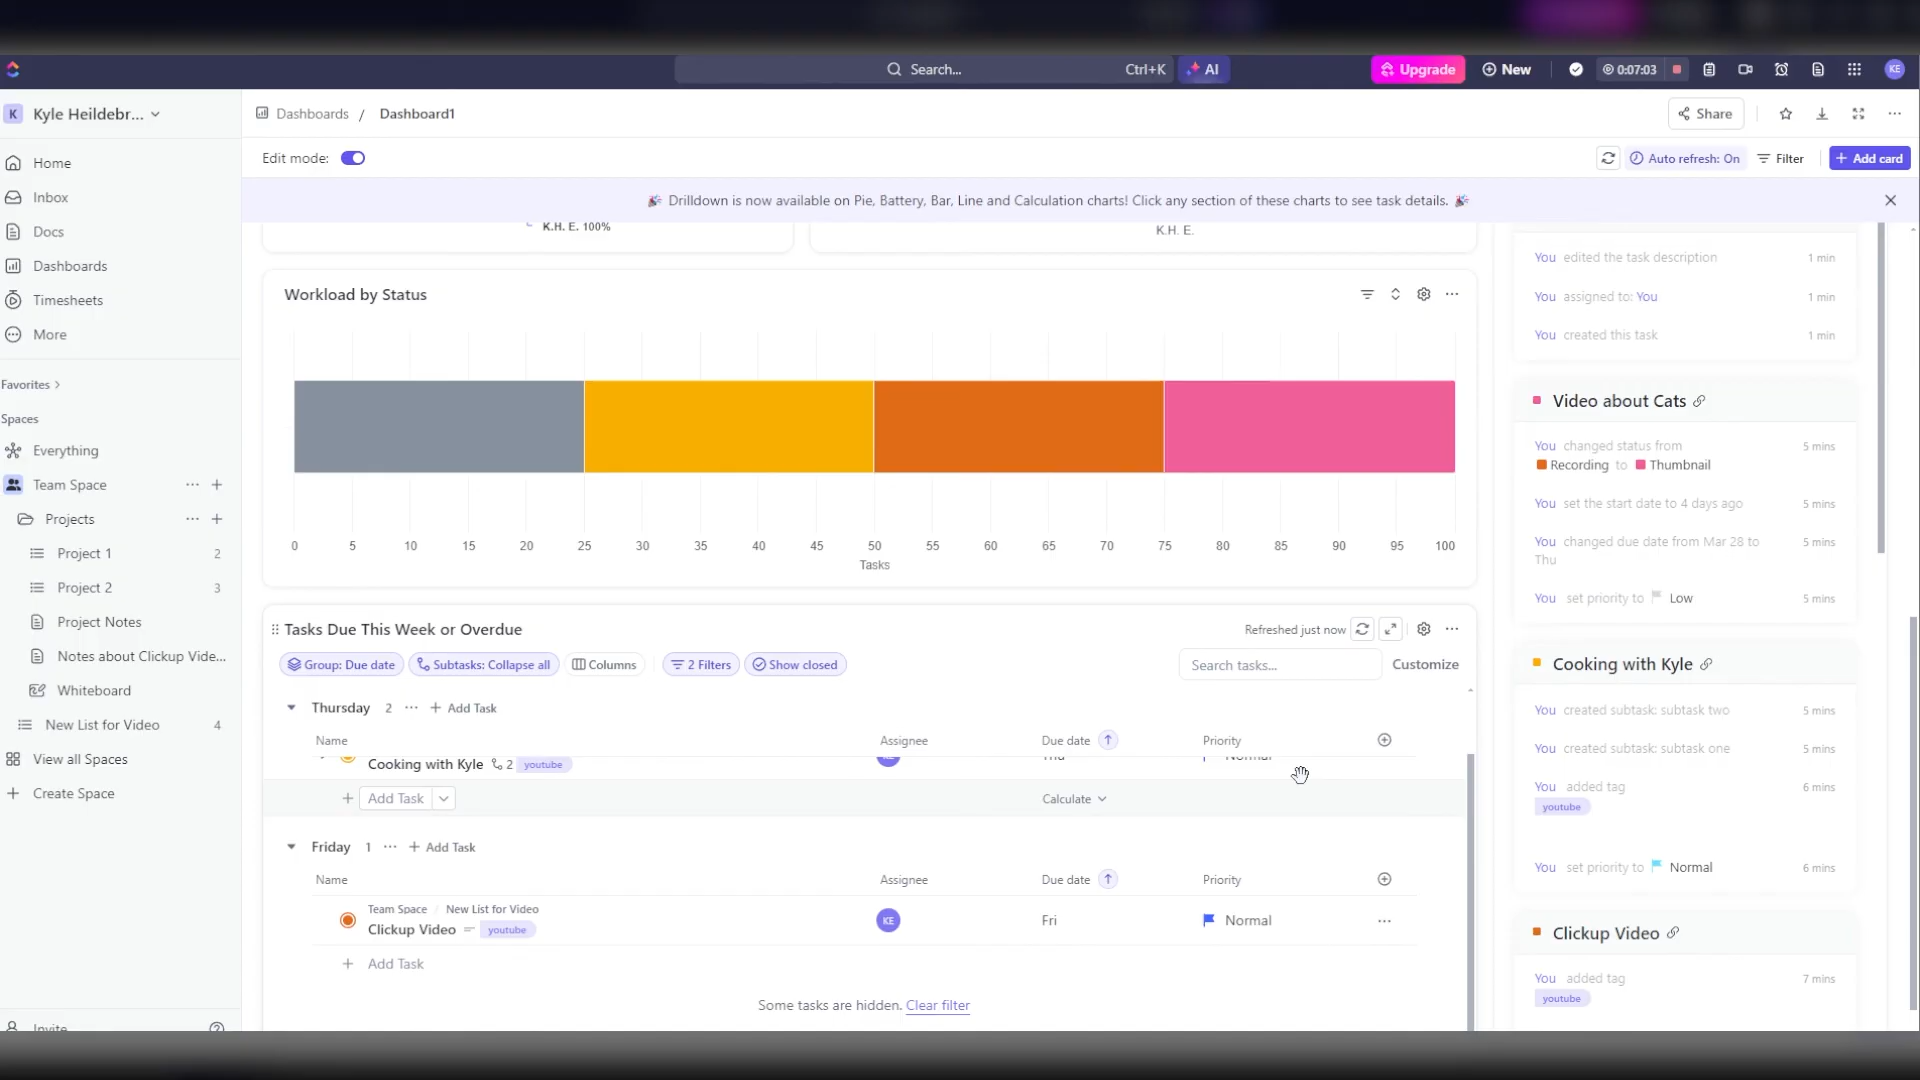 Search...
Ctrl+K
AI
Upgrade
New
0:07:03
KE
K
Kyle Heildebr...
Dashboards / Dashboard1
Share
Edit mode:
Auto refresh: On
Filter
+ Add card
Drilldown is now available on Pie, Battery, Bar, Line and Calculation charts! Click any section of these charts to see task details.
Home
Inbox
Docs
Dashboards
Timesheets
More
Favorites >
Spaces
Everything
Team Space
Projects
Project 1 2
Project 2 3
Project Notes
Notes about Clickup Vide...
Whiteboard
New List for Video 4
View all Spaces
+ Create Space
Invite
K.H. E. 100%
K.H. E.
Workload by Status
0 5 10 15 20 25 30 35 40 45 50 55 60 65 70 75 80 85 90 95 100
Tasks
Tasks Due This Week or Overdue
Refreshed just now
Group: Due date
Subtasks: Collapse all
Columns
2 Filters
Show closed
Search tasks...
Customize
Thursday 2 ... + Add Task
Name Assignee Due date Priority
Cooking with Kyle 2 youtube Thu Normal
+ Add Task
Calculate
Friday 1 ... + Add Task
Name Assignee Due date Priority
Team Space / New List for Video
Clickup Video youtube KE Fri Normal ...
+ Add Task
Some tasks are hidden. Clear filter
You edited the task description 1 min
You assigned to: You 1 min
You created this task 1 min
Video about Cats
You changed status from 5 mins
Recording to Thumbnail
You set the start date to 4 days ago 5 mins
You changed due date from Mar 28 to 5 mins
Thu
You set priority to Low 5 mins
Cooking with Kyle
You created subtask: subtask two 5 mins
You created subtask: subtask one 5 mins
You added tag 6 mins
youtube
You set priority to Normal 6 mins
Clickup Video
You added tag 7 mins
youtube